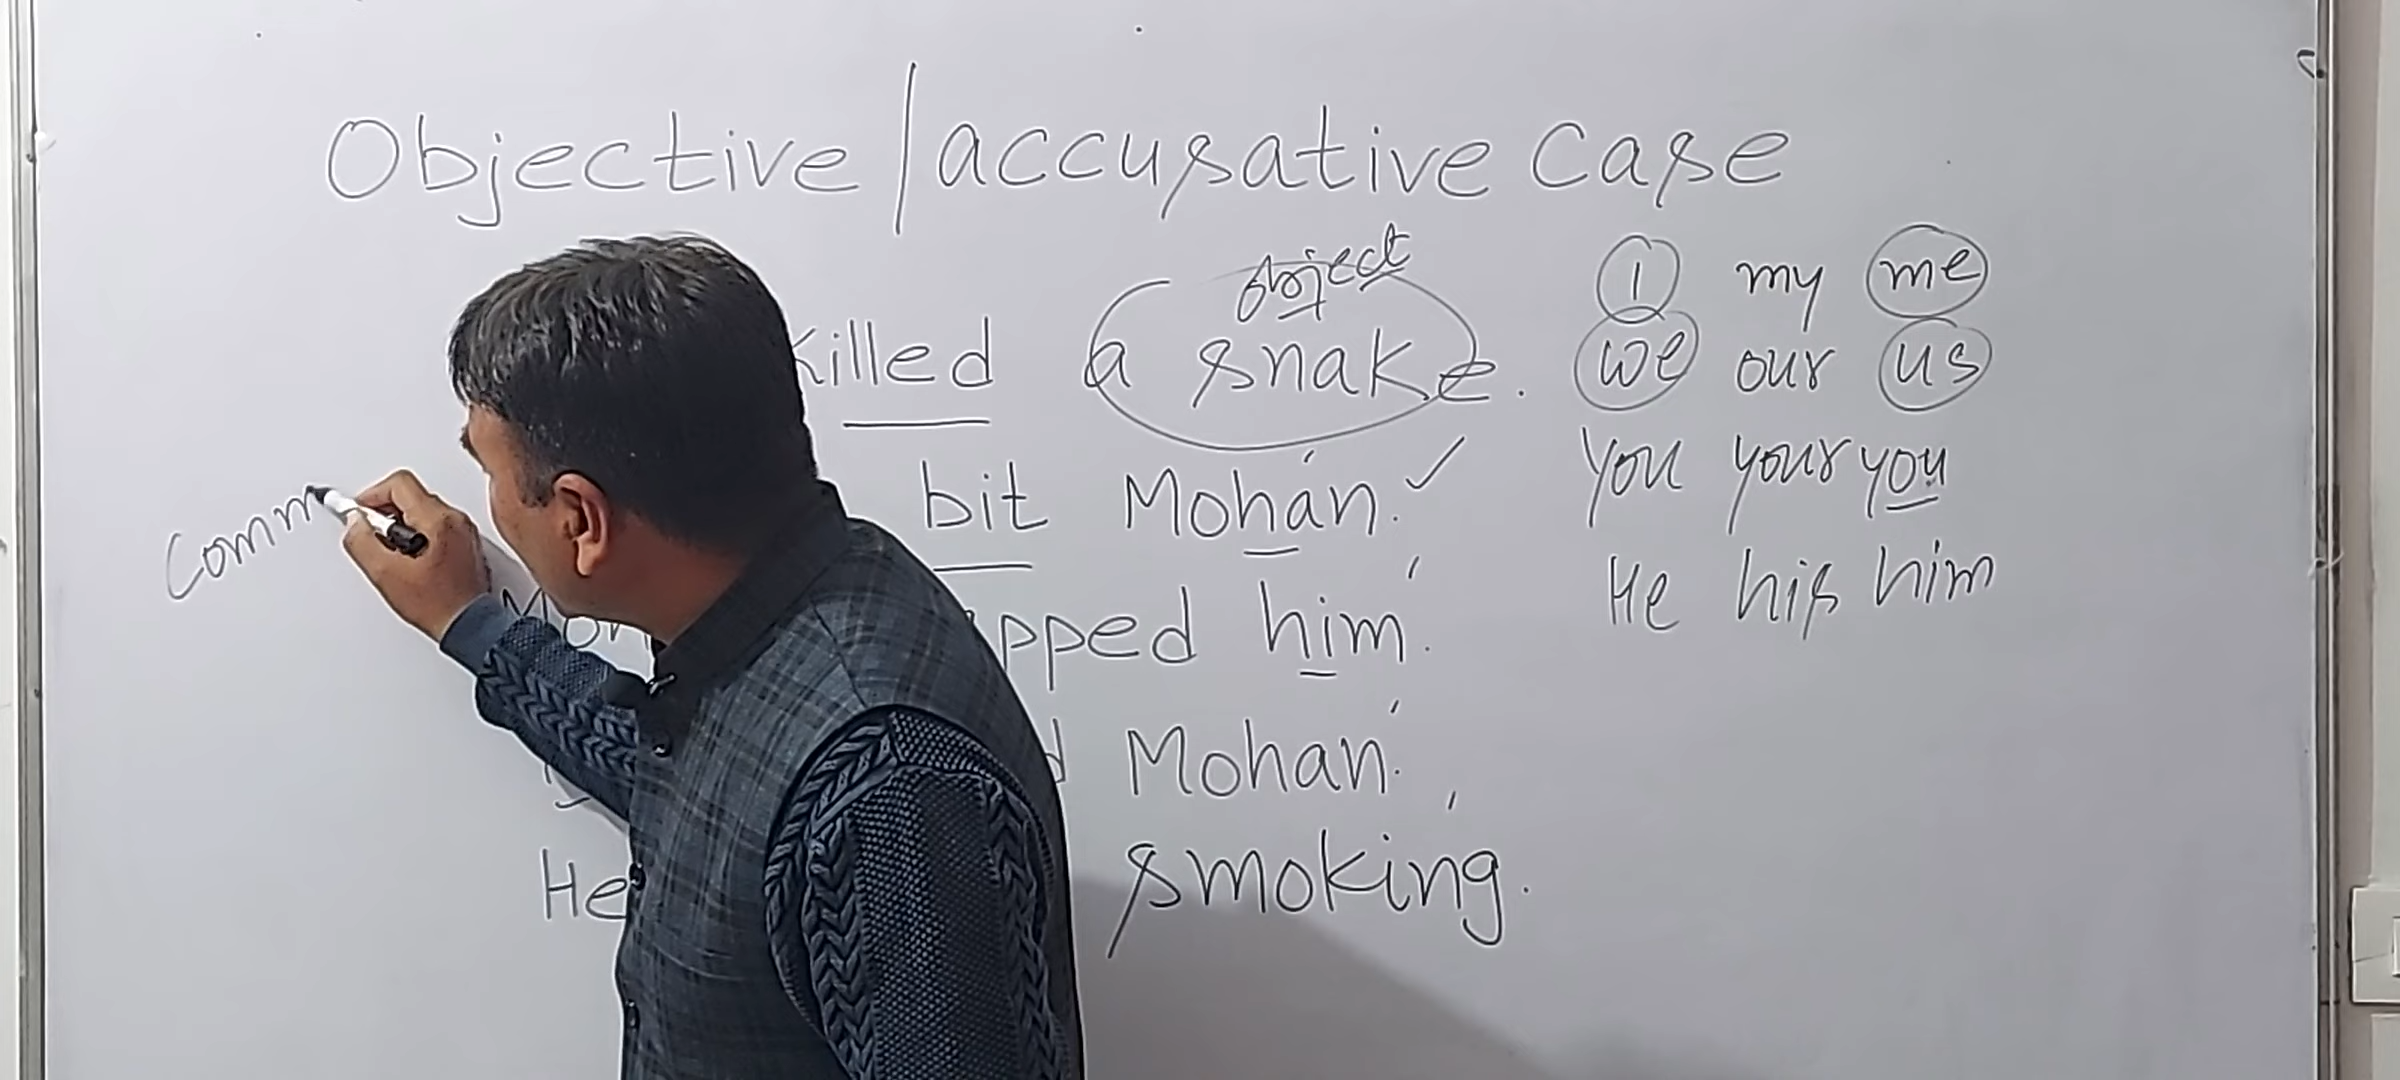 Objective/accusative case
object
killed a snake.
bit Mohan.
him.
Mohan.
He smoking.
Comm
I my me
we our us
You your you
He his him